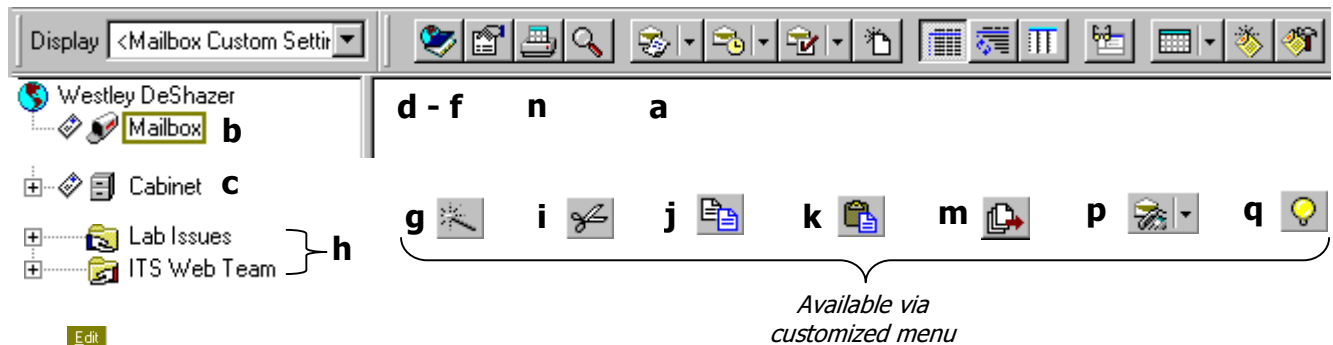 Display <Mailbox Custom Settir
Westley DeShazer
Mailbox b
d - f n a
Cabinet c
g i j k m p q
Lab Issues
h
ITS Web Team
Available via
customized menu
Edit